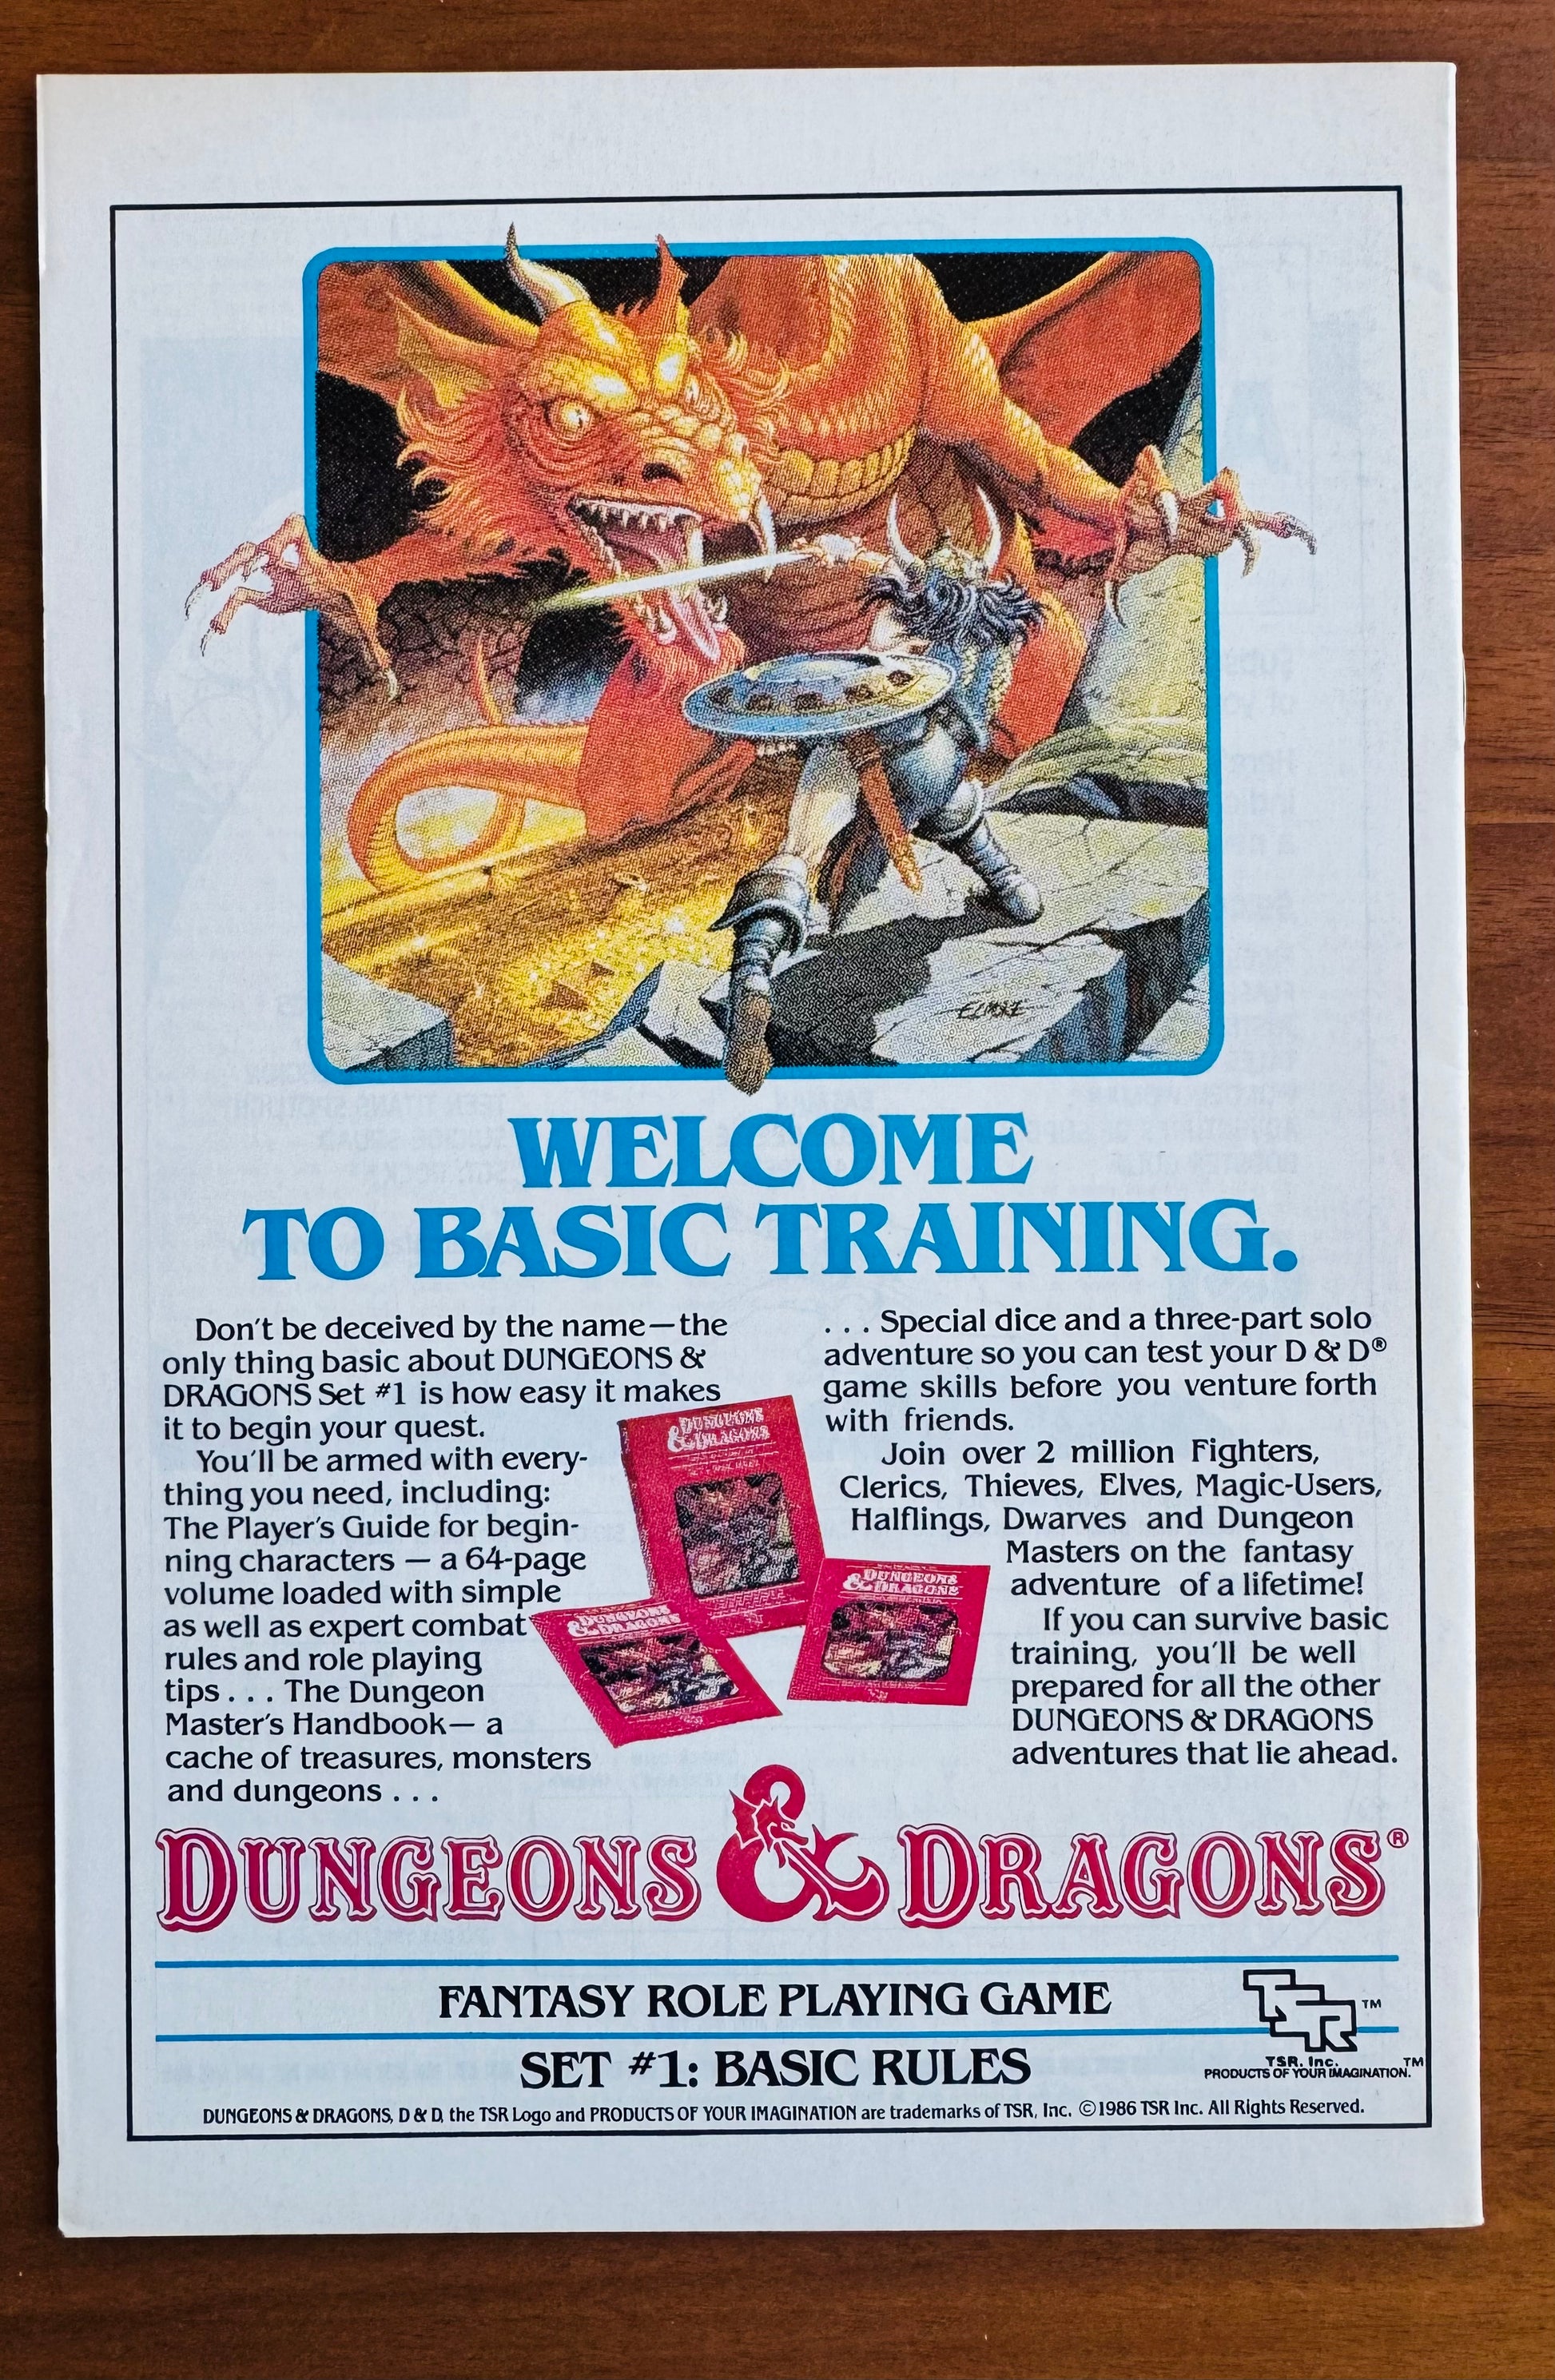 ELMORE
WELCOME
TO BASIC TRAINING.
Don't be deceived by the name—the
only thing basic about DUNGEONS &
DRAGONS Set #1 is how easy it makes
it to begin your quest.
You'll be armed with every-
thing you need, including:
The Player's Guide for begin-
ning characters — a 64-page
volume loaded with simple
as well as expert combat
rules and role playing
tips . . . The Dungeon
Master's Handbook— a
cache of treasures, monsters
and dungeons . . .
. . . Special dice and a three-part solo
adventure so you can test your D & D®
game skills before you venture forth
with friends.
Join over 2 million Fighters,
Clerics, Thieves, Elves, Magic-Users,
Halflings, Dwarves and Dungeon
Masters on the fantasy
adventure of a lifetime!
If you can survive basic
training, you'll be well
prepared for all the other
DUNGEONS & DRAGONS
adventures that lie ahead.
DUNGEONS
& DRAGONS
DUNGEONS
& DRAGONS
DUNGEONS
& DRAGONS
DUNGEONS & DRAGONS®
FANTASY ROLE PLAYING GAME
TSR ™
SET #1: BASIC RULES
TSR, Inc.
PRODUCTS OF YOUR IMAGINATION.™
DUNGEONS & DRAGONS, D & D, the TSR Logo and PRODUCTS OF YOUR IMAGINATION are trademarks of TSR, Inc. ©1986 TSR Inc. All Rights Reserved.